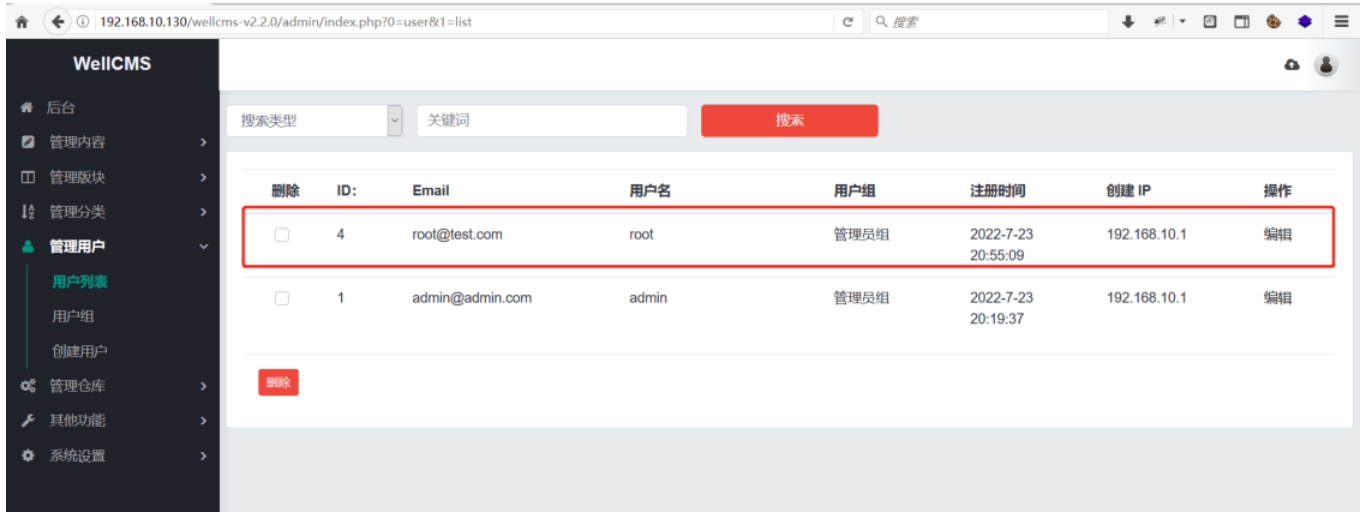 192.168.10.130/wellcms-v2.2.0/admin/index.php?0=user&1=list
搜索
WellCMS
后台
管理内容
管理版块
管理分类
管理用户
用户列表
用户组
创建用户
管理仓库
其他功能
系统设置
搜索类型
关键词
搜索
删除 ID: Email 用户名 用户组 注册时间 创建 IP 操作
4 root@test.com root 管理员组 2022-7-23 192.168.10.1 编辑
20:55:09
1 admin@admin.com admin 管理员组 2022-7-23 192.168.10.1 编辑
20:19:37
删除